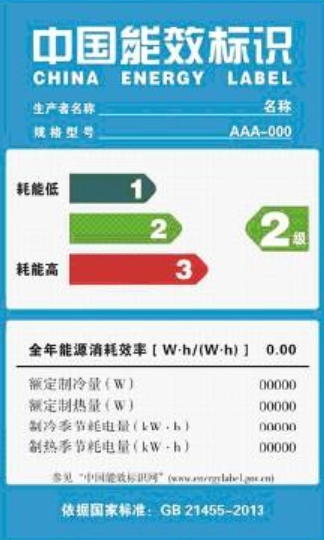 中国能效标识
CHINA ENERGY LABEL
生产者名称 名称
规格型号 AAA-000
耗能低 1
2 2级
耗能高 3
全年能源消耗效率 [ W·h/(W·h) ] 0.00
额定制冷量（W） 00000
额定制热量（W） 00000
制冷季节耗电量（kW·h） 00000
制热季节耗电量（kW·h） 00000
参见“中国能效标识网”(www.energylabel.gov.cn)
依据国家标准：GB 21455-2013